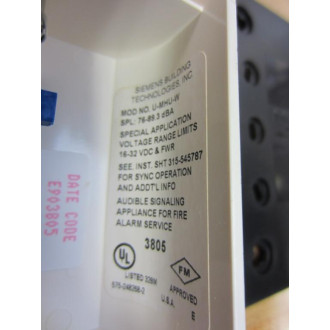 SIEMENS BUILDING
TECHNOLOGIES, INC
MOD NO. U-MHU-W
SPL: 76-89.3 dBA
SPECIAL APPLICATION
VOLTAGE RANGE LIMITS
16-32 VDC & FWR
SEE, INST. SHT 315-545787
FOR SYNC OPERATION
AND ADDT'L INFO
AUDIBLE SIGNALING
APPLIANCE FOR FIRE
ALARM SERVICE
3805
UL
FM
LISTED
APPROVED
U.S.A.
E
DATE CODE
EP03805